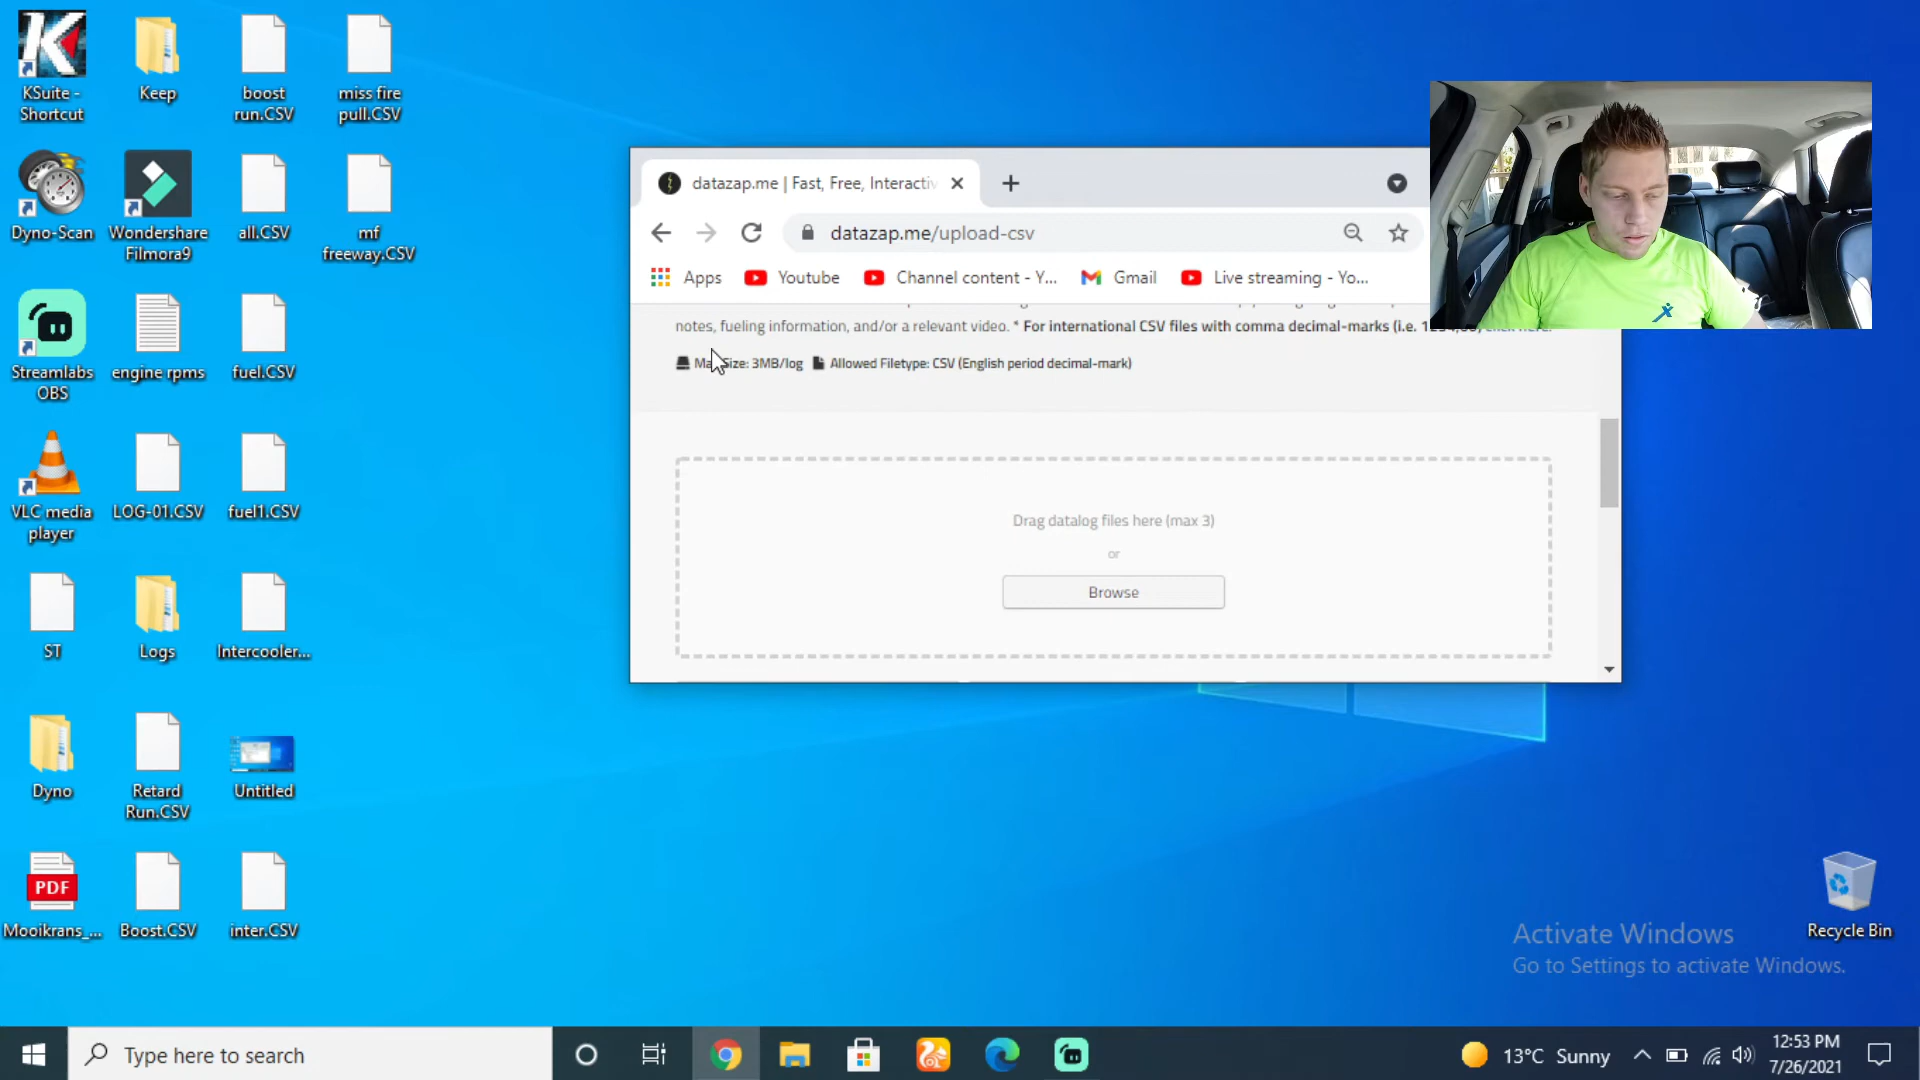 KSuite -
Shortcut
Keep
boost
run.CSV
miss fire
pull.CSV
Dyno-Scan
Wondershare
Filmora9
all.CSV
mf
freeway.CSV
Streamlabs
OBS
engine rpms
fuel.CSV
VLC media
player
LOG-01.CSV
fuel1.CSV
ST
Logs
Intercooler...
Dyno
Retard
Run.CSV
Untitled
PDF
Mooikrans_...
Boost.CSV
inter.CSV
datazap.me | Fast, Free, Interactiv
datazap.me/upload-csv
Apps
Youtube
Channel content - Y...
Gmail
Live streaming - Yo...
notes, fueling information, and/or a relevant video. * For international CSV files with comma decimal-marks (i.e.
Size: 3MB/log
Allowed Filetype: CSV (English period decimal-mark)
Drag datalog files here (max 3)
or
Browse
Recycle Bin
Activate Windows
Go to Settings to activate Windows.
Type here to search
13°C Sunny
12:53 PM
7/26/2021